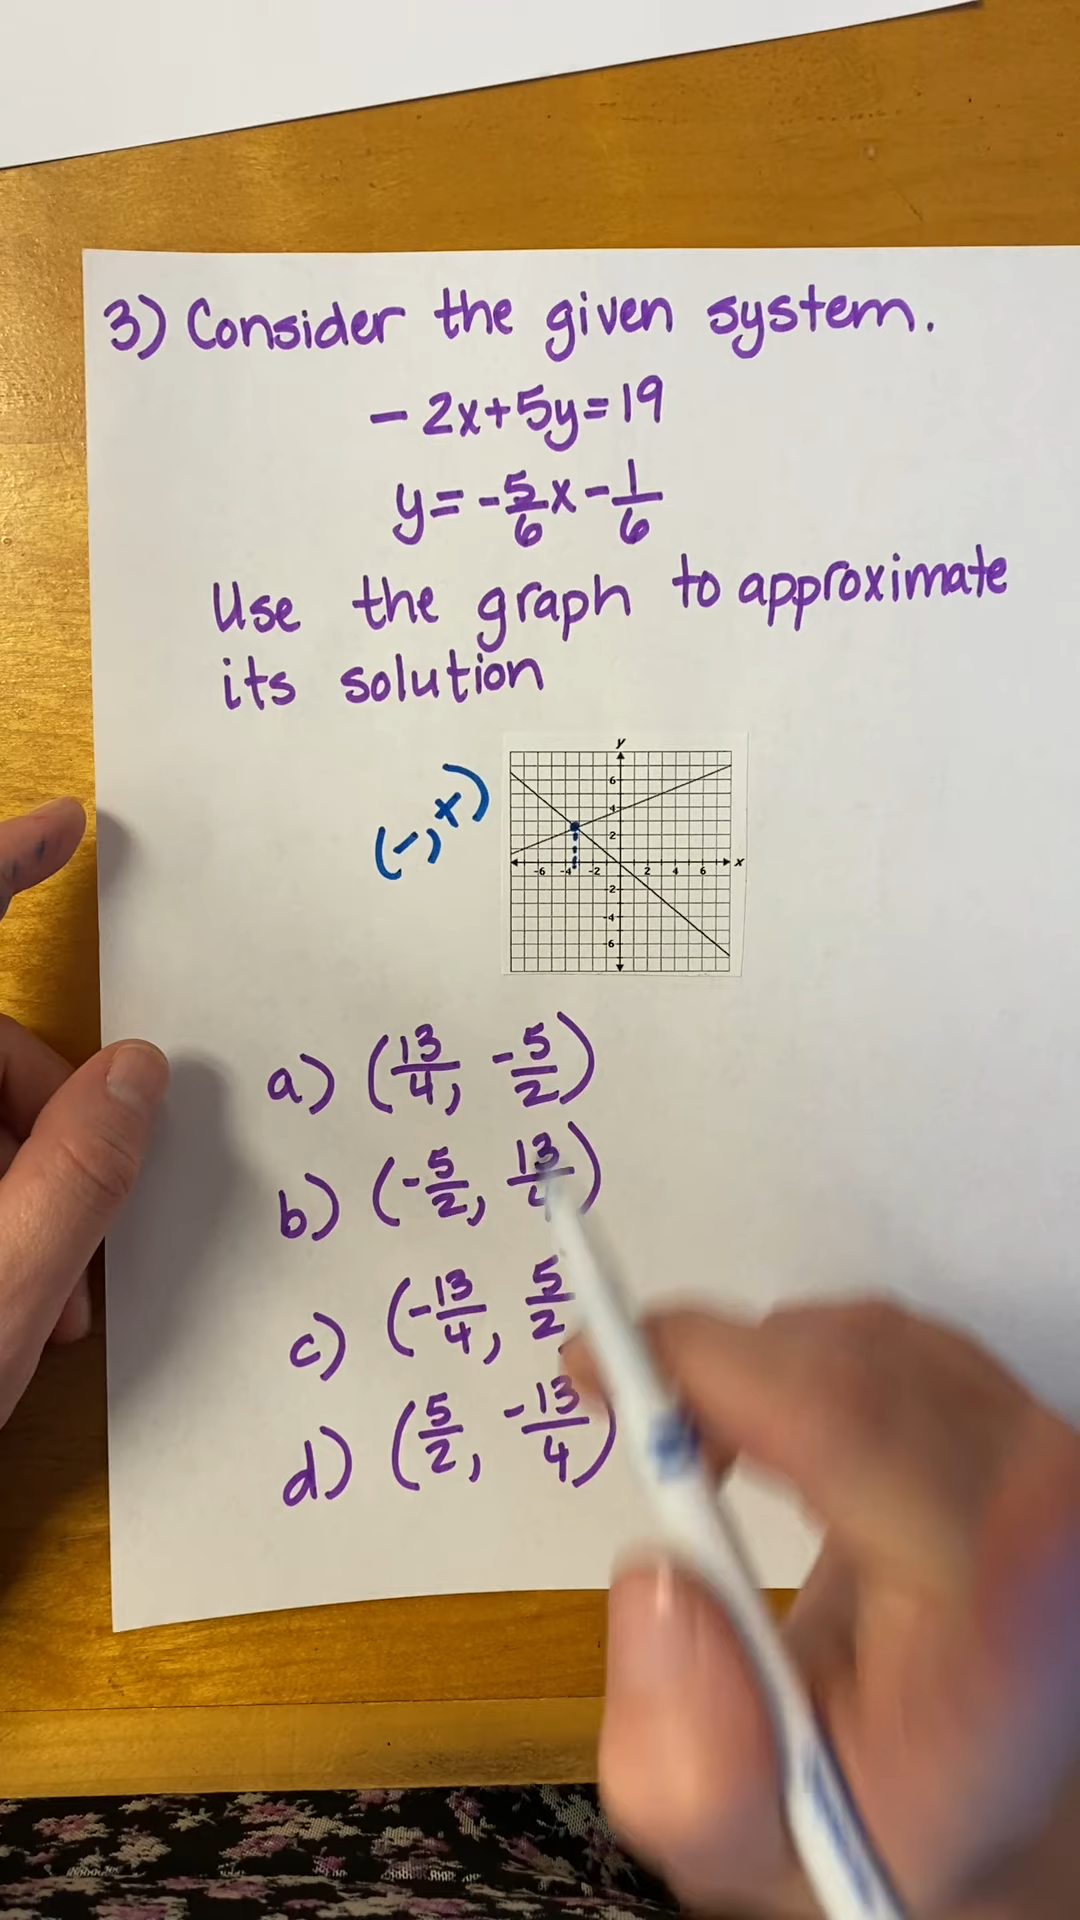 3) Consider the given system.
- 2x+5y=19
y= -5/6x - 1/6
Use the graph to approximate
its solution
(-,+)
y
6
4
2
x
-6 -4 -2 2 4 6
-2
-4
-6
a) (13/4, -5/2)
b) (-5/2, 13/4)
c) (-13/4, 5/2
d) (5/2, -13/4)